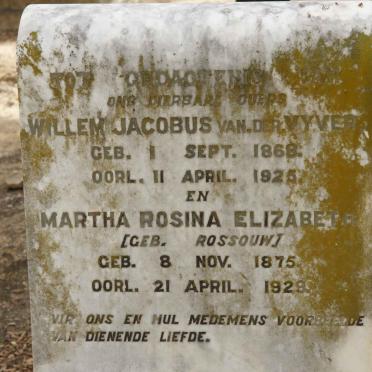 TOT GEDAGTENIS
ONS DIERBARE OUERS
WILLEM JACOBUS VAN DER VYVER
GEB. 1 SEPT. 1868.
OORL. 11 APRIL. 1925.
EN
MARTHA ROSINA ELIZABETH
[GEB. ROSSOUW]
GEB. 8 NOV. 1875.
OORL. 21 APRIL. 1929.
VIR ONS EN HUL MEDEMENS VOORBEELDE
VAN DIENENDE LIEFDE.